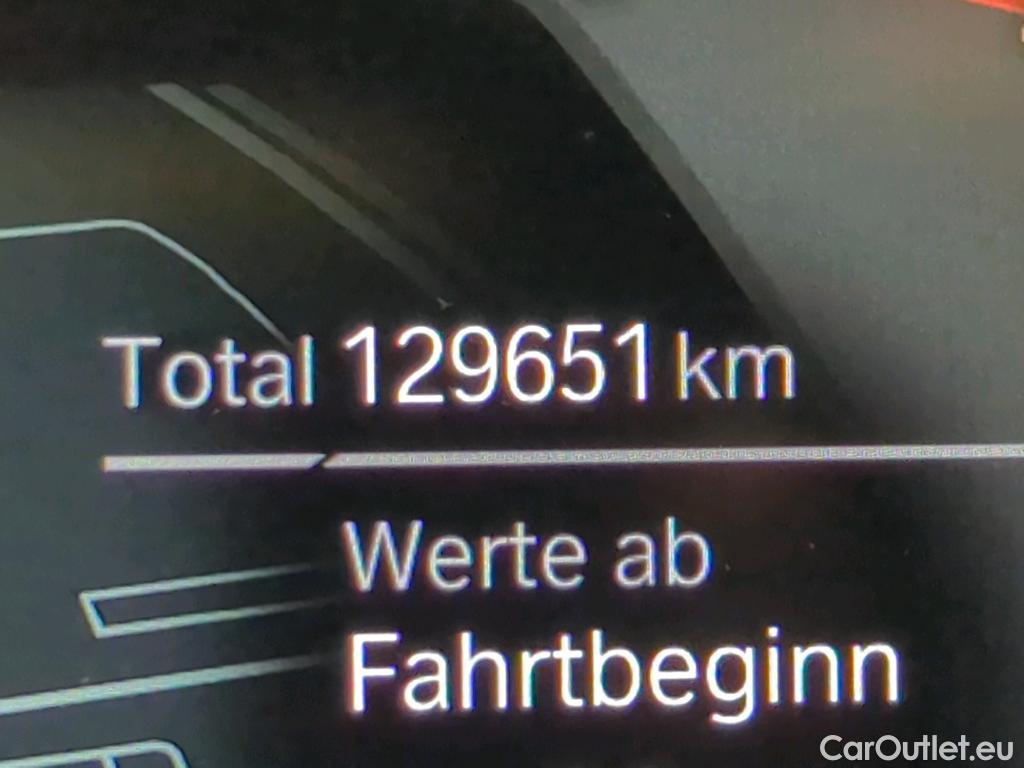 Total 129651 km
Werte ab
Fahrtbeginn
CarOutlet.eu